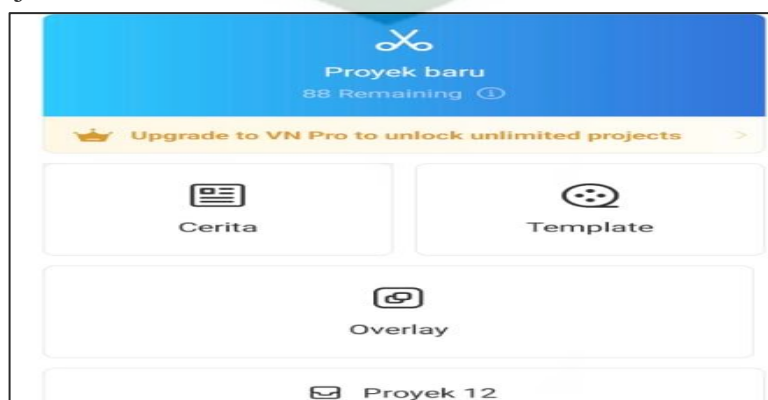 Proyek baru
88 Remaining
Upgrade to VN Pro to unlock unlimited projects
Cerita
Template
Overlay
Proyek 12